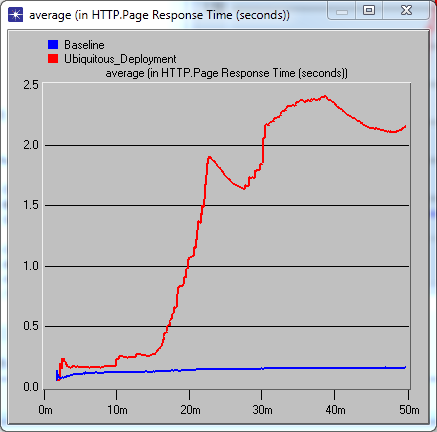 average (in HTTP.Page Response Time (seconds))
Baseline
Ubiquitous_Deployment
average (in HTTP.Page Response Time (seconds))
2.5
2.0
1.5
1.0
0.5
0.0
0m 10m 20m 30m 40m 50m